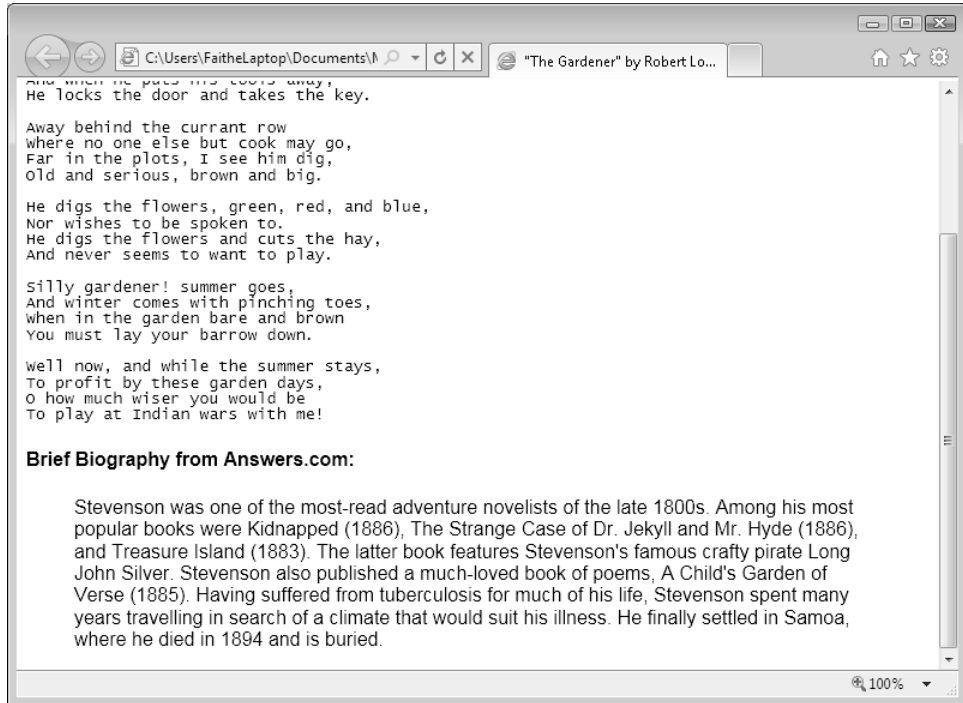 C:\Users\FaitheLaptop\Documents\M
"The Gardener" by Robert Lo...
And when he puts his tools away,
He locks the door and takes the key.
Away behind the currant row
Where no one else but cook may go,
Far in the plots, I see him dig,
Old and serious, brown and big.
He digs the flowers, green, red, and blue,
Nor wishes to be spoken to.
He digs the flowers and cuts the hay,
And never seems to want to play.
Silly gardener! summer goes,
And winter comes with pinching toes,
When in the garden bare and brown
You must lay your barrow down.
Well now, and while the summer stays,
To profit by these garden days,
O how much wiser you would be
To play at Indian wars with me!
Brief Biography from Answers.com:
Stevenson was one of the most-read adventure novelists of the late 1800s. Among his most
popular books were Kidnapped (1886), The Strange Case of Dr. Jekyll and Mr. Hyde (1886),
and Treasure Island (1883). The latter book features Stevenson's famous crafty pirate Long
John Silver. Stevenson also published a much-loved book of poems, A Child's Garden of
Verse (1885). Having suffered from tuberculosis for much of his life, Stevenson spent many
years travelling in search of a climate that would suit his illness. He finally settled in Samoa,
where he died in 1894 and is buried.
100%